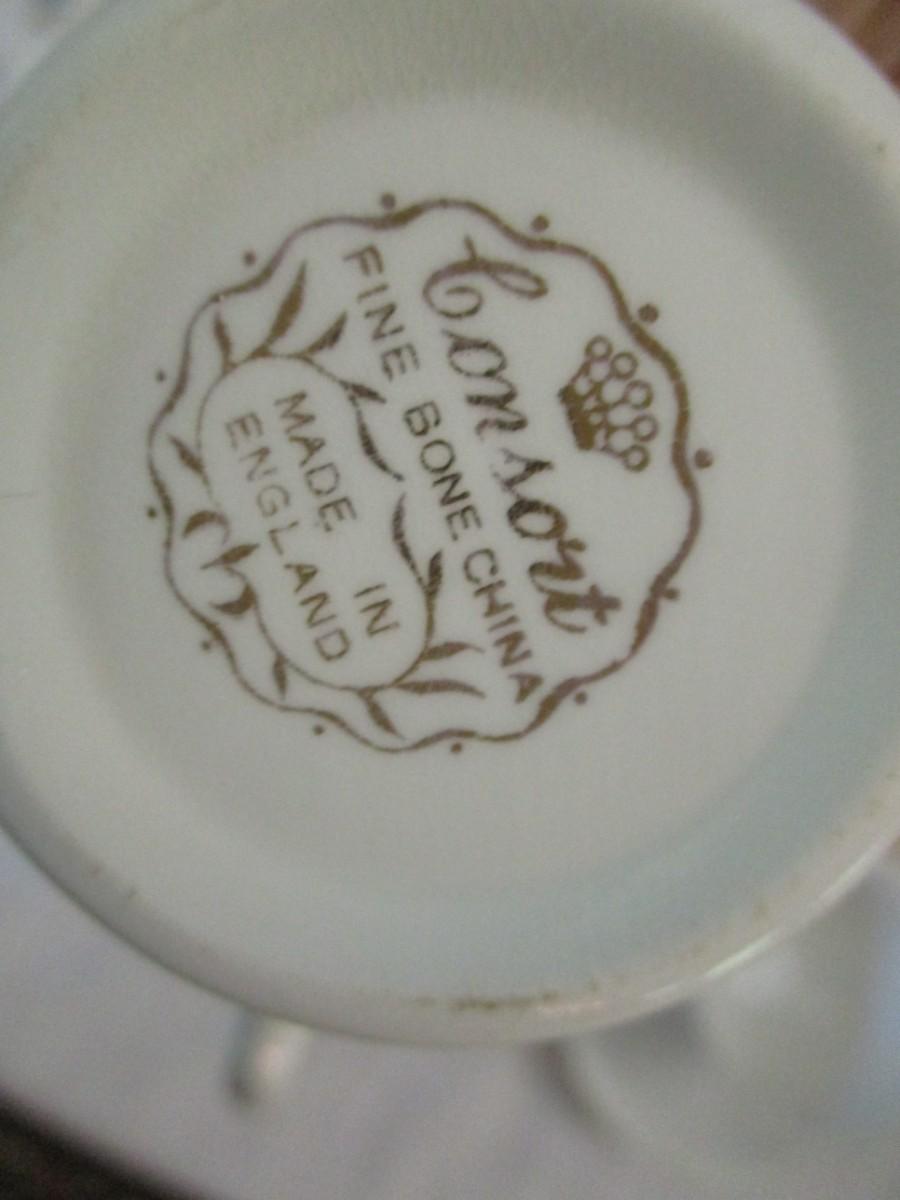 Consort
FINE BONE CHINA
MADE IN
ENGLAND